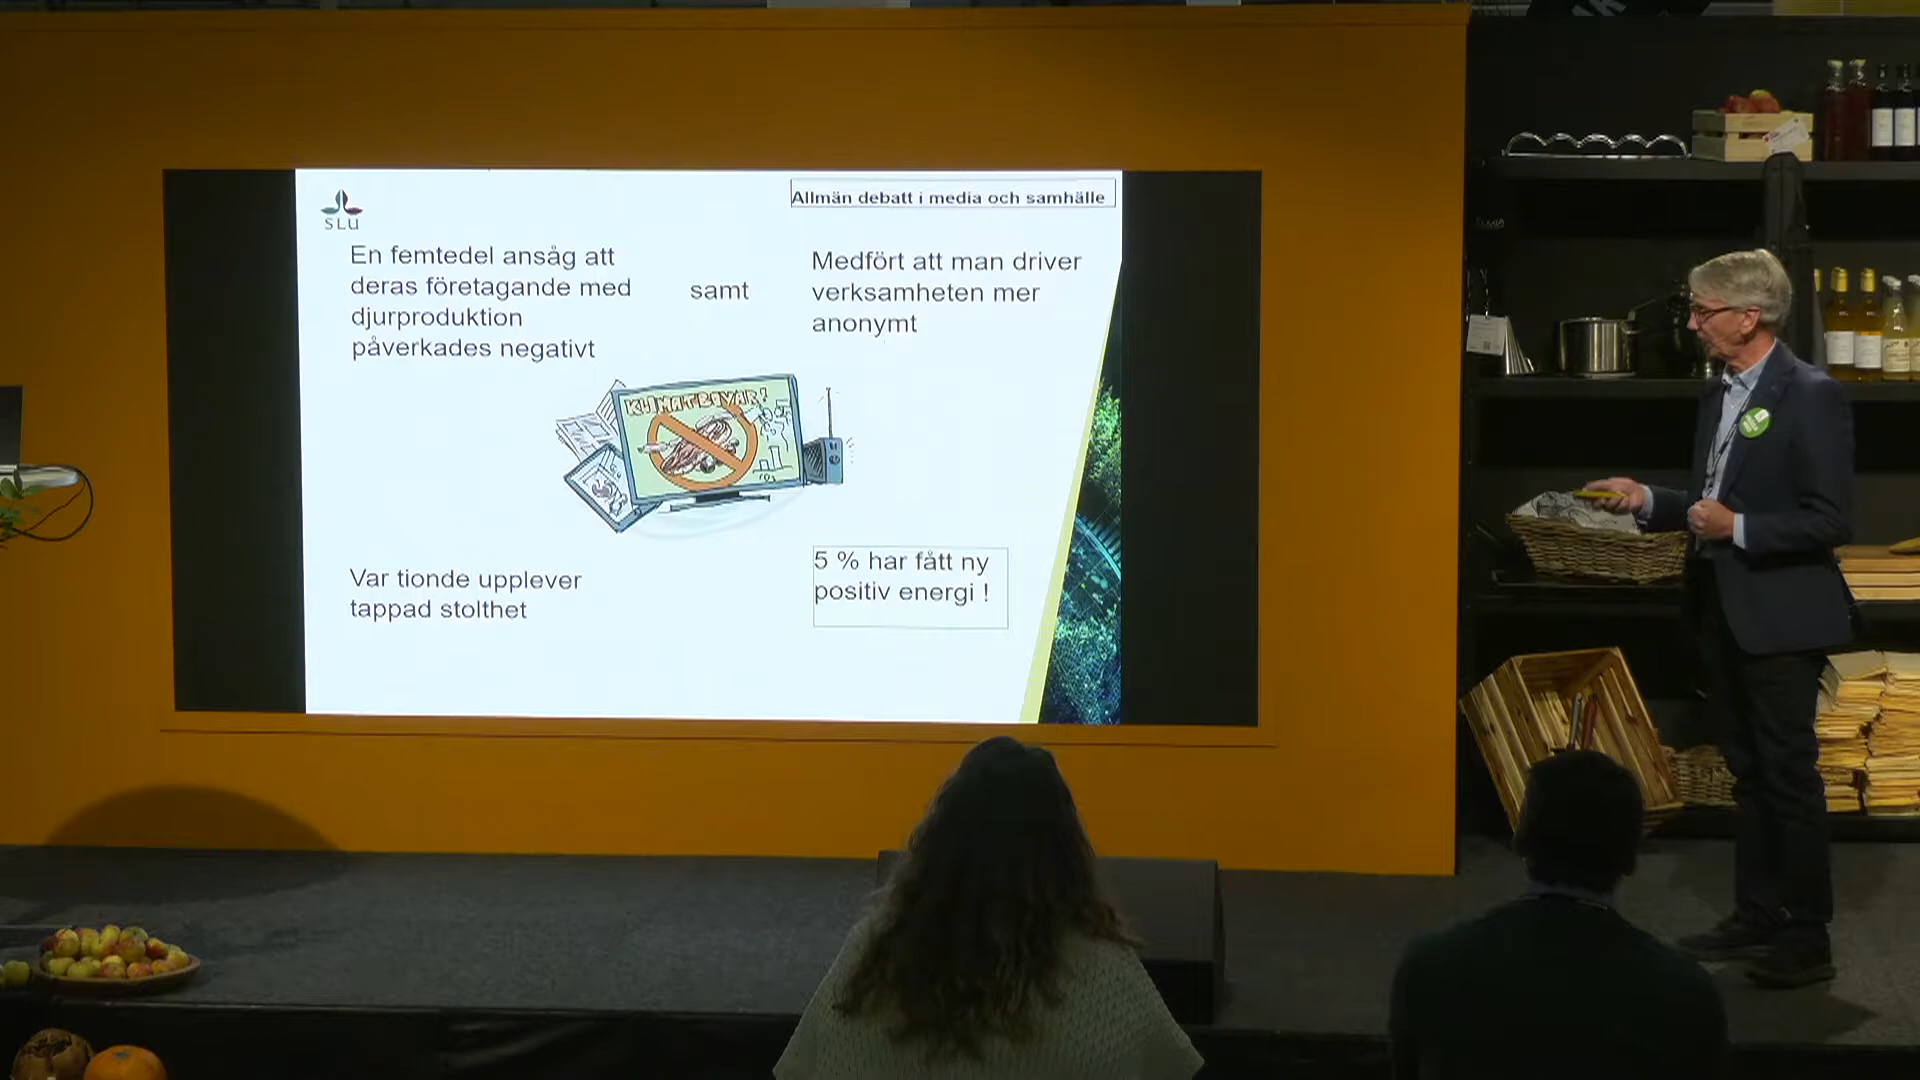 SLU
Allmän debatt i media och samhälle
En femtedel ansåg att
deras företagande med
djurproduktion
påverkades negativt
samt
Medfört att man driver
verksamheten mer
anonymt
KLIMATBOVAR!
Var tionde upplever
tappad stolthet
5 % har fått ny
positiv energi !